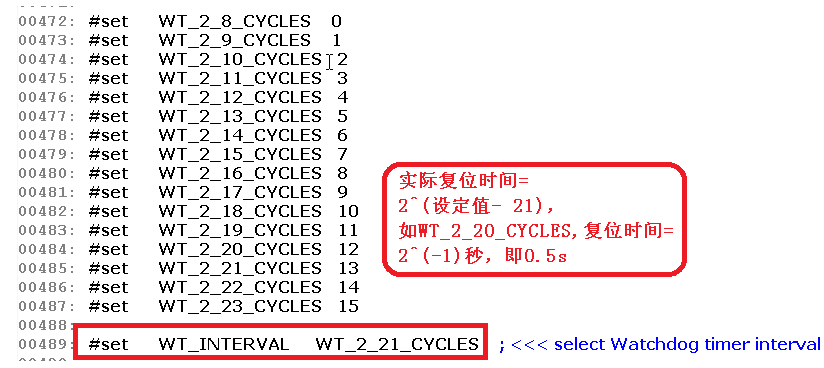 00472: #set WT_2_8_CYCLES 0
00473: #set WT_2_9_CYCLES 1
00474: #set WT_2_10_CYCLES 2
00475: #set WT_2_11_CYCLES 3
00476: #set WT_2_12_CYCLES 4
00477: #set WT_2_13_CYCLES 5
00478: #set WT_2_14_CYCLES 6
00479: #set WT_2_15_CYCLES 7
00480: #set WT_2_16_CYCLES 8
00481: #set WT_2_17_CYCLES 9
00482: #set WT_2_18_CYCLES 10
00483: #set WT_2_19_CYCLES 11
00484: #set WT_2_20_CYCLES 12
00485: #set WT_2_21_CYCLES 13
00486: #set WT_2_22_CYCLES 14
00487: #set WT_2_23_CYCLES 15
实际复位时间=
2^(设定值- 21),
如WT_2_20_CYCLES,复位时间=
2^(-1)秒，即0.5s
00488:
00489: #set WT_INTERVAL WT_2_21_CYCLES ; <<< select Watchdog timer interval